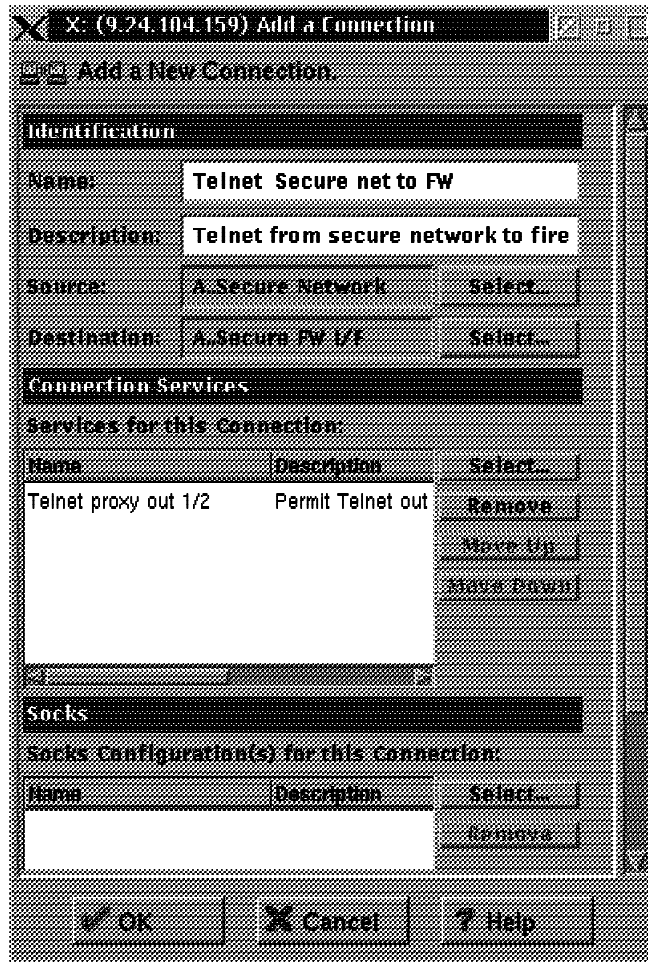 X: (9.24.104.159) Add a Connection
Add a New Connection.
Identification
Name: Telnet Secure net to FW
Description: Telnet from secure network to fire
Source: A..Secure Network Select...
Destination: A..Secure FW I/F Select...
Connection Services
Services for this Connection:
Name Description Select...
Telnet proxy out 1/2 Permit Telnet out Remove
Move Up
Move Down
Socks
Socks Configuration(s) for this Connection:
Name Description Select...
Remove
OK Cancel ? Help